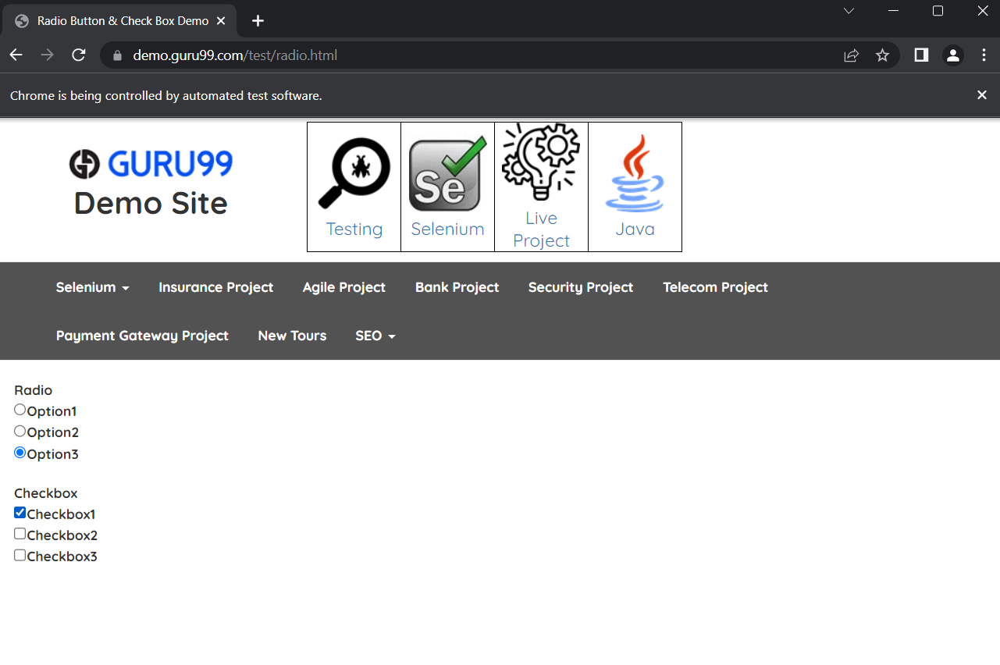 Radio Button & Check Box Demo
demo.guru99.com/test/radio.html
Chrome is being controlled by automated test software.
GURU99
Demo Site
Se
Testing
Selenium
Live
Project
Java
Selenium
Insurance Project
Agile Project
Bank Project
Security Project
Telecom Project
Payment Gateway Project
New Tours
SEO
Radio
Option1
Option2
Option3
Checkbox
Checkbox1
Checkbox2
Checkbox3